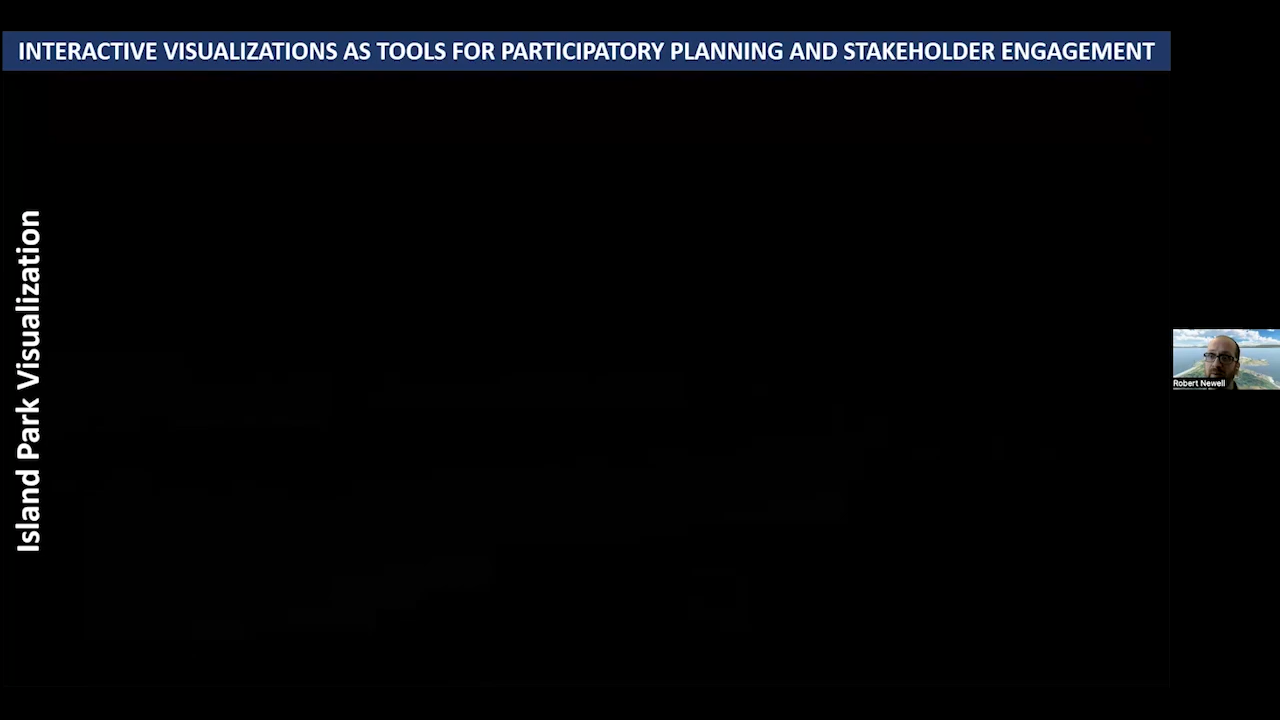 INTERACTIVE VISUALIZATIONS AS TOOLS FOR PARTICIPATORY PLANNING AND STAKEHOLDER ENGAGEMENT
Island Park Visualization
Robert Newell